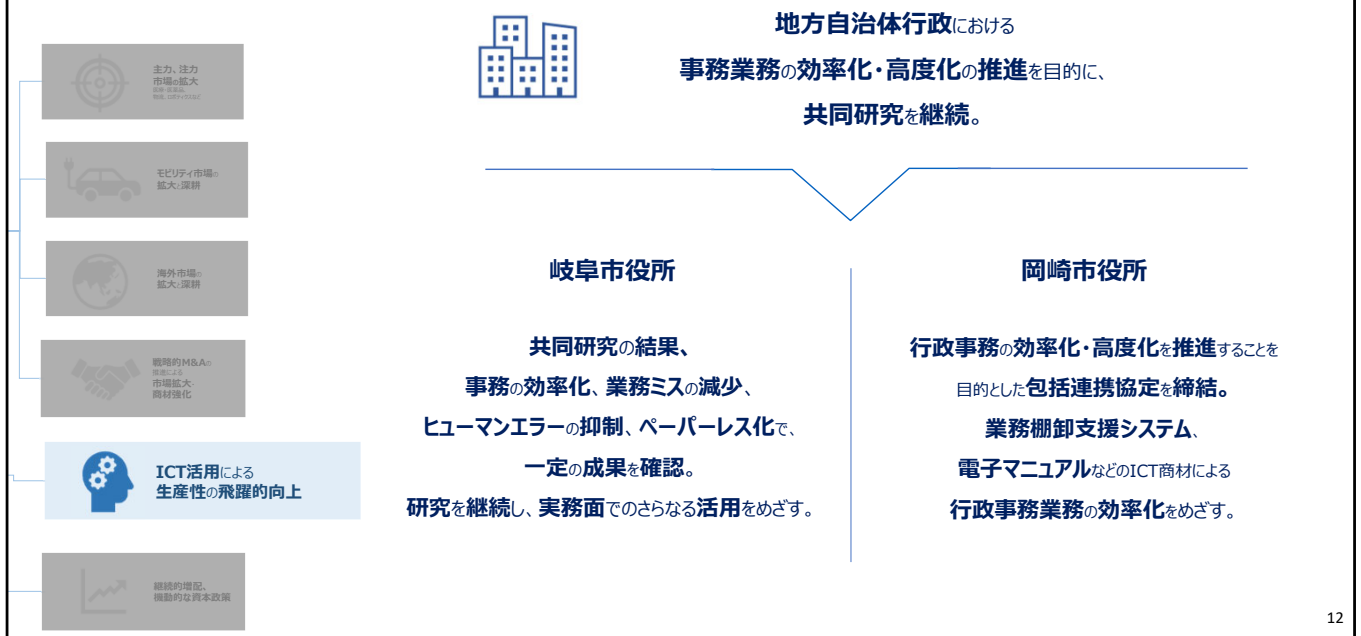 地方自治体行政における
事務業務の効率化・高度化の推進を目的に、
共同研究を継続。
主力、注力
市場の拡大
モビリティ市場の
拡大と深耕
海外市場の
拡大と深耕
戦略的M&Aの
推進による
市場拡大・
商材強化
ICT活用による
生産性の飛躍的向上
継続的増配、
機動的な資本政策
岐阜市役所
共同研究の結果、
事務の効率化、業務ミスの減少、
ヒューマンエラーの抑制、ペーパーレス化で、
一定の成果を確認。
研究を継続し、実務面でのさらなる活用をめざす。
岡崎市役所
行政事務の効率化・高度化を推進することを
目的とした包括連携協定を締結。
業務棚卸支援システム、
電子マニュアルなどのICT商材による
行政事務業務の効率化をめざす。
12